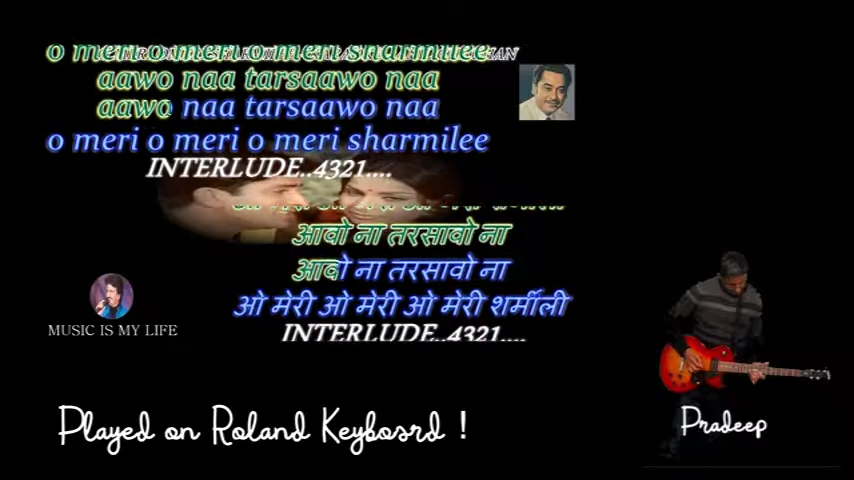 o meri o meri o meri sharmilee
aawo naa tarsaawo naa
aawo naa tarsaawo naa
o meri o meri o meri sharmilee
INTERLUDE..4321....
आवो ना तरसावो ना
आवो ना तरसावो ना
ओ मेरी ओ मेरी ओ मेरी शर्मीली
INTERLUDE..4321....
MUSIC IS MY LIFE
Played on Roland Keybosrd !
Pradeep